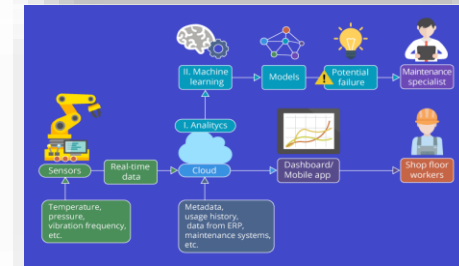 II. Machine
learning
Models
Potential
failure
Maintenance
specialist
I. Analitycs
Sensors
Real-time
data
Cloud
Dashboard/
Mobile app
Shop floor
workers
Temperature,
pressure,
vibration frequency,
etc.
Metadata,
usage history,
data from ERP,
maintenance systems,
etc.